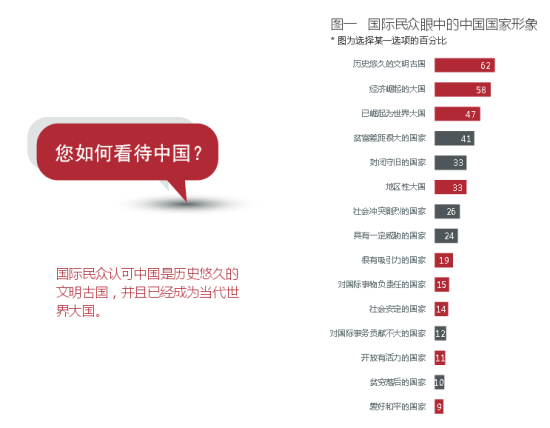 图一 国际民众眼中的中国国家形象
* 图为选择某一选项的百分比
您如何看待中国？
国际民众认可中国是历史悠久的
文明古国，并且已经成为当代世
界大国。
历史悠久的文明古国 62
经济崛起的大国 58
已崛起为世界大国 47
贫富差距很大的国家 41
封闭守旧的国家 33
地区性大国 33
社会冲突剧烈的国家 26
具有一定威胁的国家 24
很有吸引力的国家 19
对国际事物负责任的国家 15
社会安定的国家 14
对国际事务贡献不大的国家 12
开放有活力的国家 11
贫穷落后的国家 10
爱好和平的国家 9